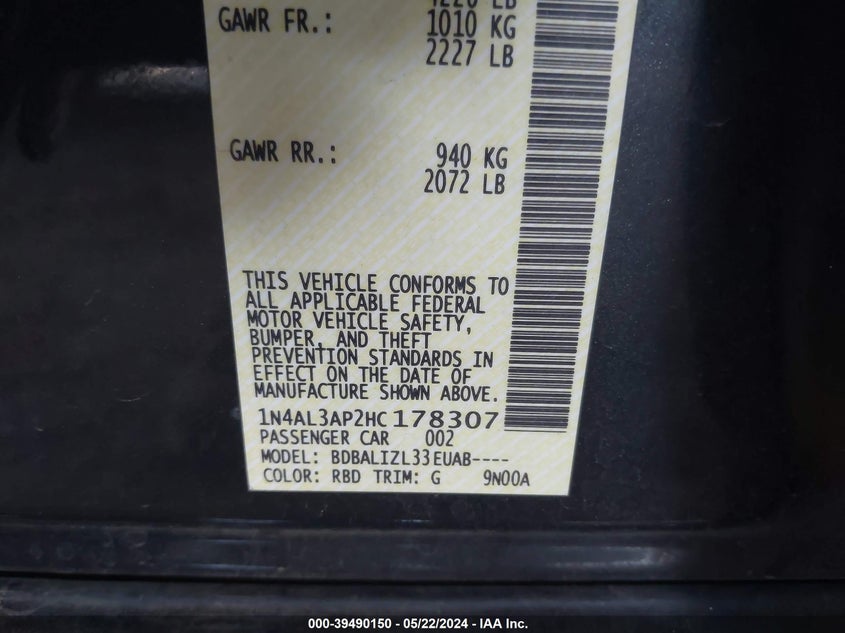 LB
GAWR FR.: 1010 KG
2227 LB
GAWR RR.: 940 KG
2072 LB
THIS VEHICLE CONFORMS TO
ALL APPLICABLE FEDERAL
MOTOR VEHICLE SAFETY,
BUMPER, AND THEFT
PREVENTION STANDARDS IN
EFFECT ON THE DATE OF
MANUFACTURE SHOWN ABOVE.
1N4AL3AP2HC178307
PASSENGER CAR 002
MODEL: BDBALIZL33EUAB----
COLOR: RBD TRIM: G 9N00A
000-39490150 - 05/22/2024 - IAA Inc.